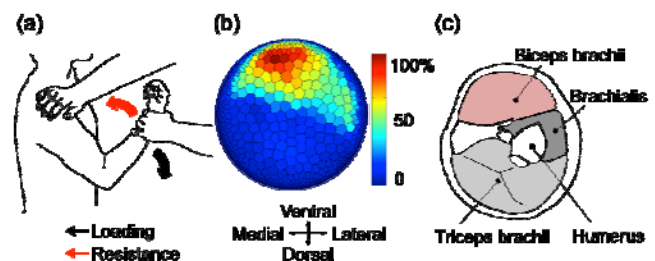 (a)
(b)
(c)
100%
50
0
Biceps brachii
Brachialis
Ventral
Medial
Lateral
Dorsal
Loading
Resistance
Triceps brachii
Humerus